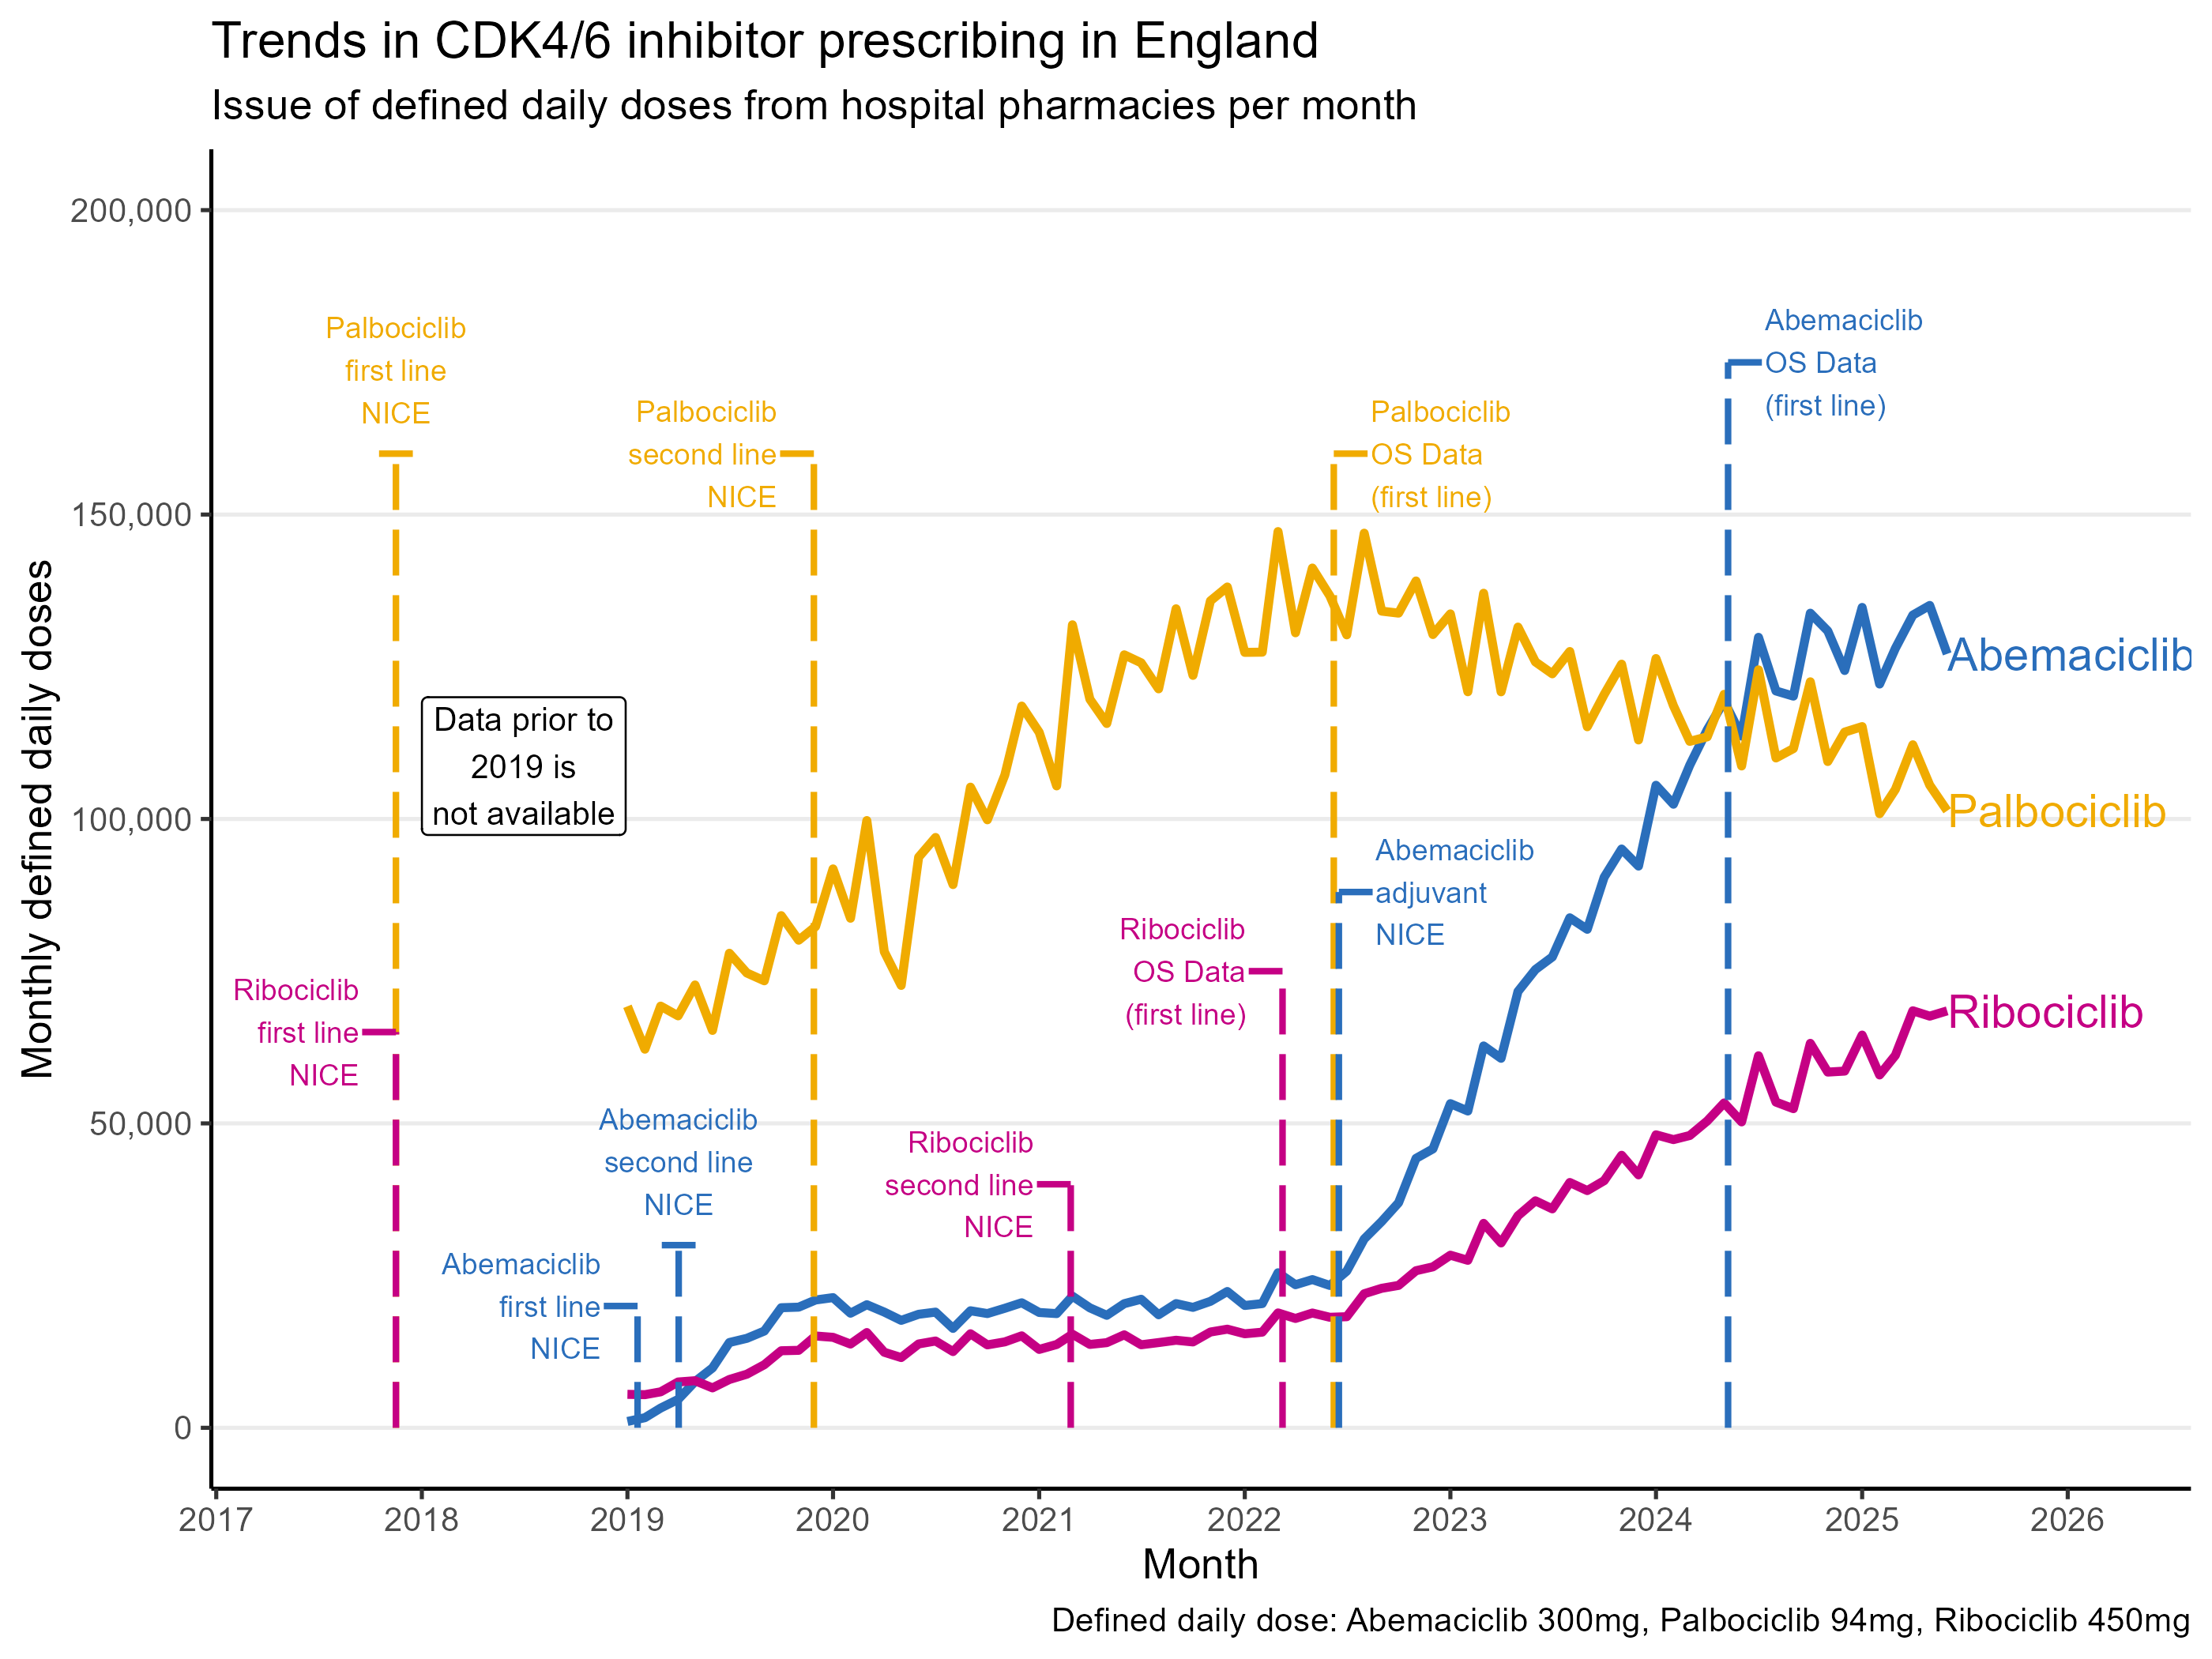 Trends in CDK4/6 inhibitor prescribing in England
Issue of defined daily doses from hospital pharmacies per month
Monthly defined daily doses
200,000
150,000
100,000
50,000
0
Palbociclib
first line
NICE
Palbociclib
second line
NICE
Palbociclib
OS Data
(first line)
Abemaciclib
OS Data
(first line)
Data prior to
2019 is
not available
Ribociclib
first line
NICE
Abemaciclib
first line
NICE
Abemaciclib
second line
NICE
Ribociclib
second line
NICE
Ribociclib
OS Data
(first line)
Abemaciclib
adjuvant
NICE
Abemaciclib
Palbociclib
Ribociclib
2017
2018
2019
2020
2021
2022
2023
2024
2025
2026
Month
Defined daily dose: Abemaciclib 300mg, Palbociclib 94mg, Ribociclib 450mg